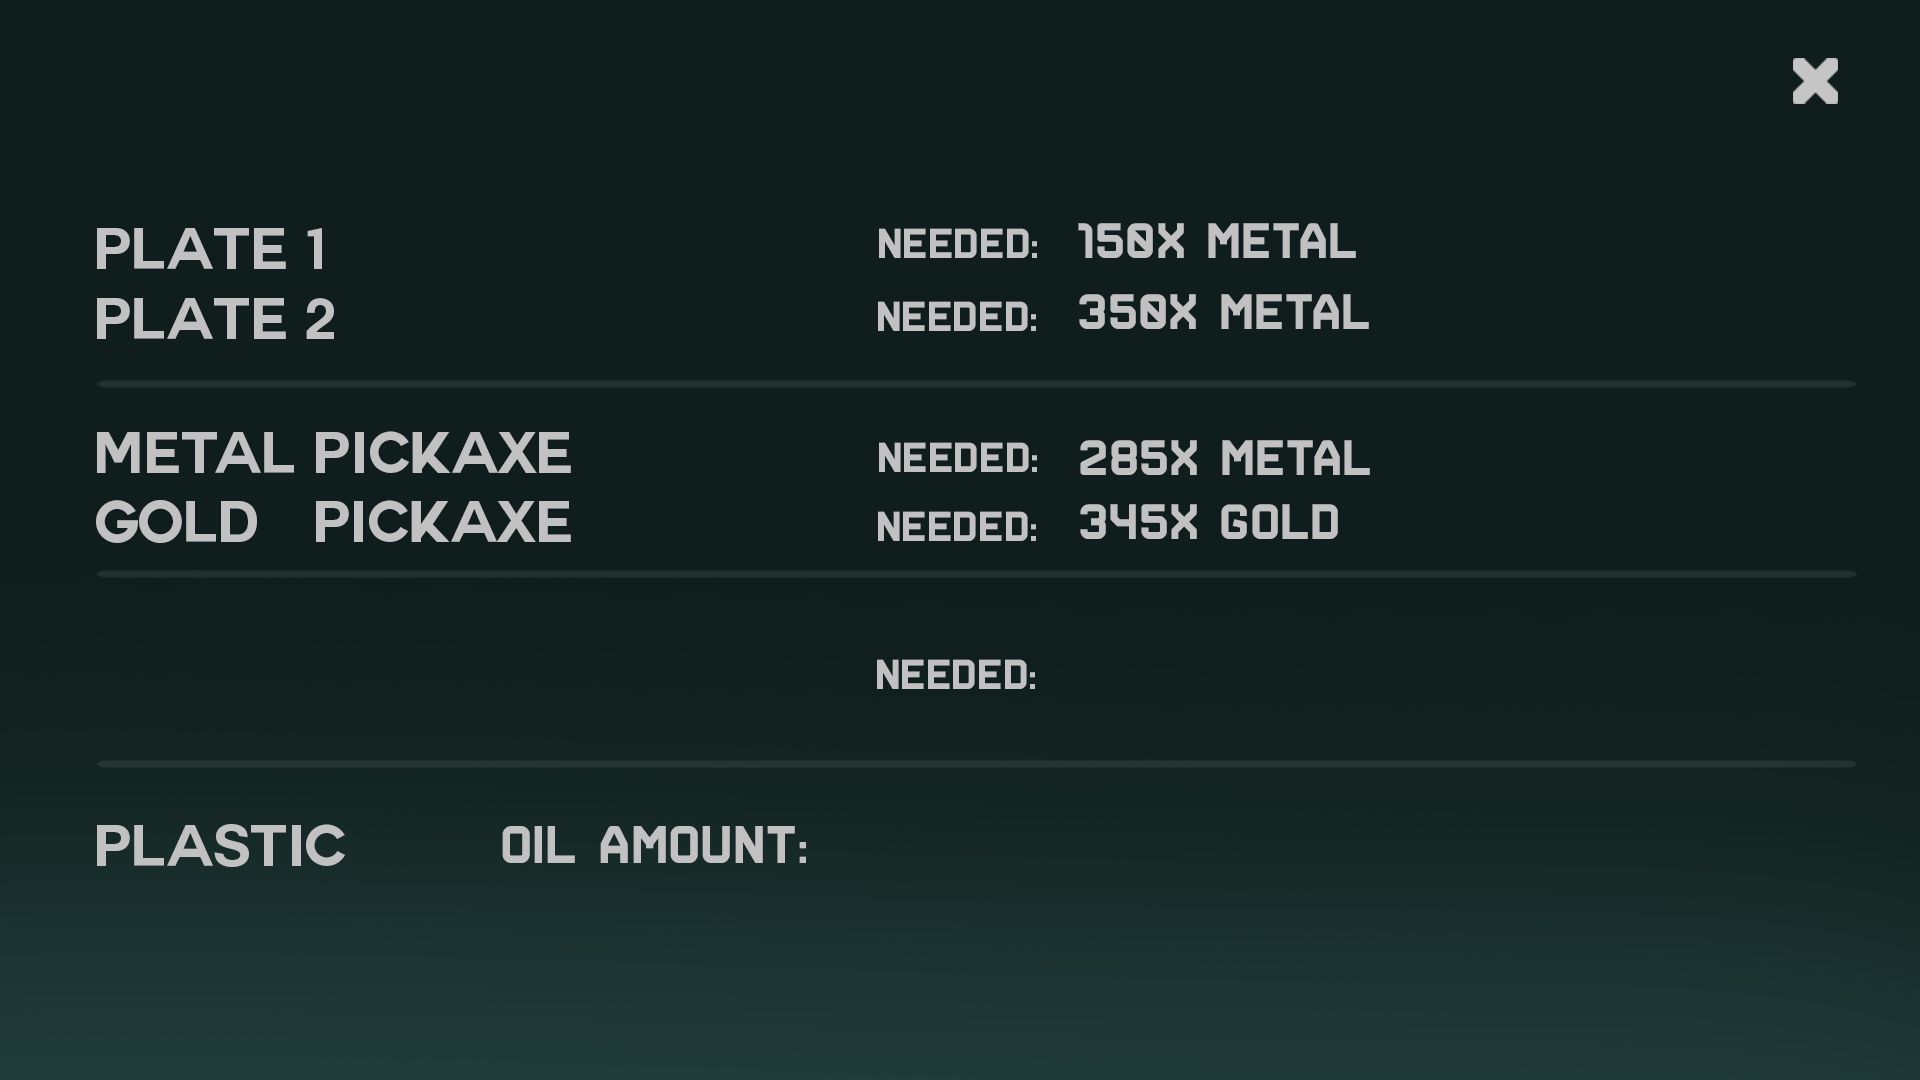 PLATE 1 NEEDED: 150X METAL
PLATE 2 NEEDED: 350X METAL
METAL PICKAXE NEEDED: 285X METAL
GOLD PICKAXE NEEDED: 345X GOLD
NEEDED:
PLASTIC OIL AMOUNT: